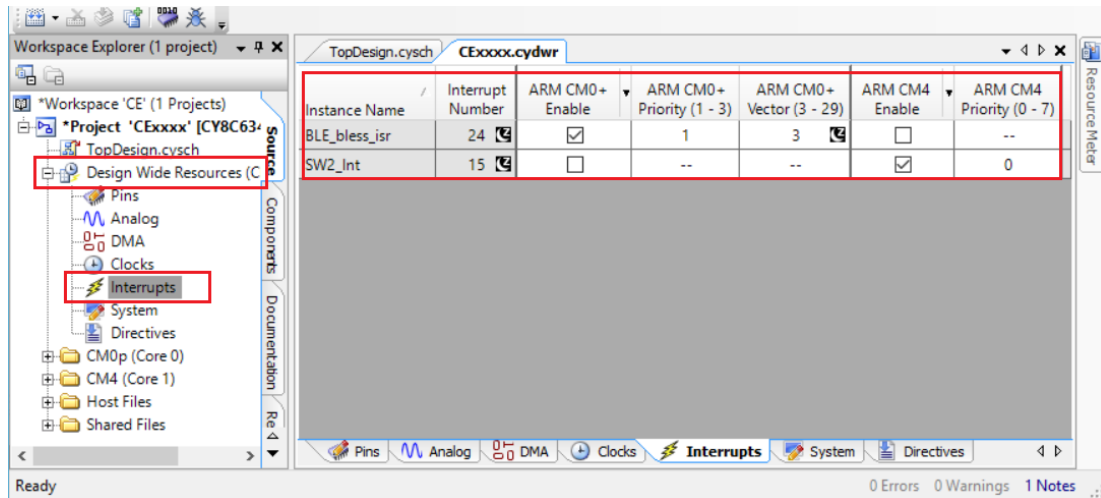 Workspace Explorer (1 project)
*Workspace 'CE' (1 Projects)
*Project 'CExxxx' [CY8C634
TopDesign.cysch
Design Wide Resources (C
Pins
Analog
DMA
Clocks
Interrupts
System
Directives
CM0p (Core 0)
CM4 (Core 1)
Host Files
Shared Files
Source
Components
Documentation
Re
TopDesign.cysch CExxxx.cydwr
Instance Name Interrupt Number ARM CM0+ Enable ARM CM0+ Priority (1 - 3) ARM CM0+ Vector (3 - 29) ARM CM4 Enable ARM CM4 Priority (0 - 7)
BLE_bless_isr 24 1 3 --
SW2_Int 15 -- -- 0
Pins Analog DMA Clocks Interrupts System Directives
Resource Meter
Ready 0 Errors 0 Warnings 1 Notes